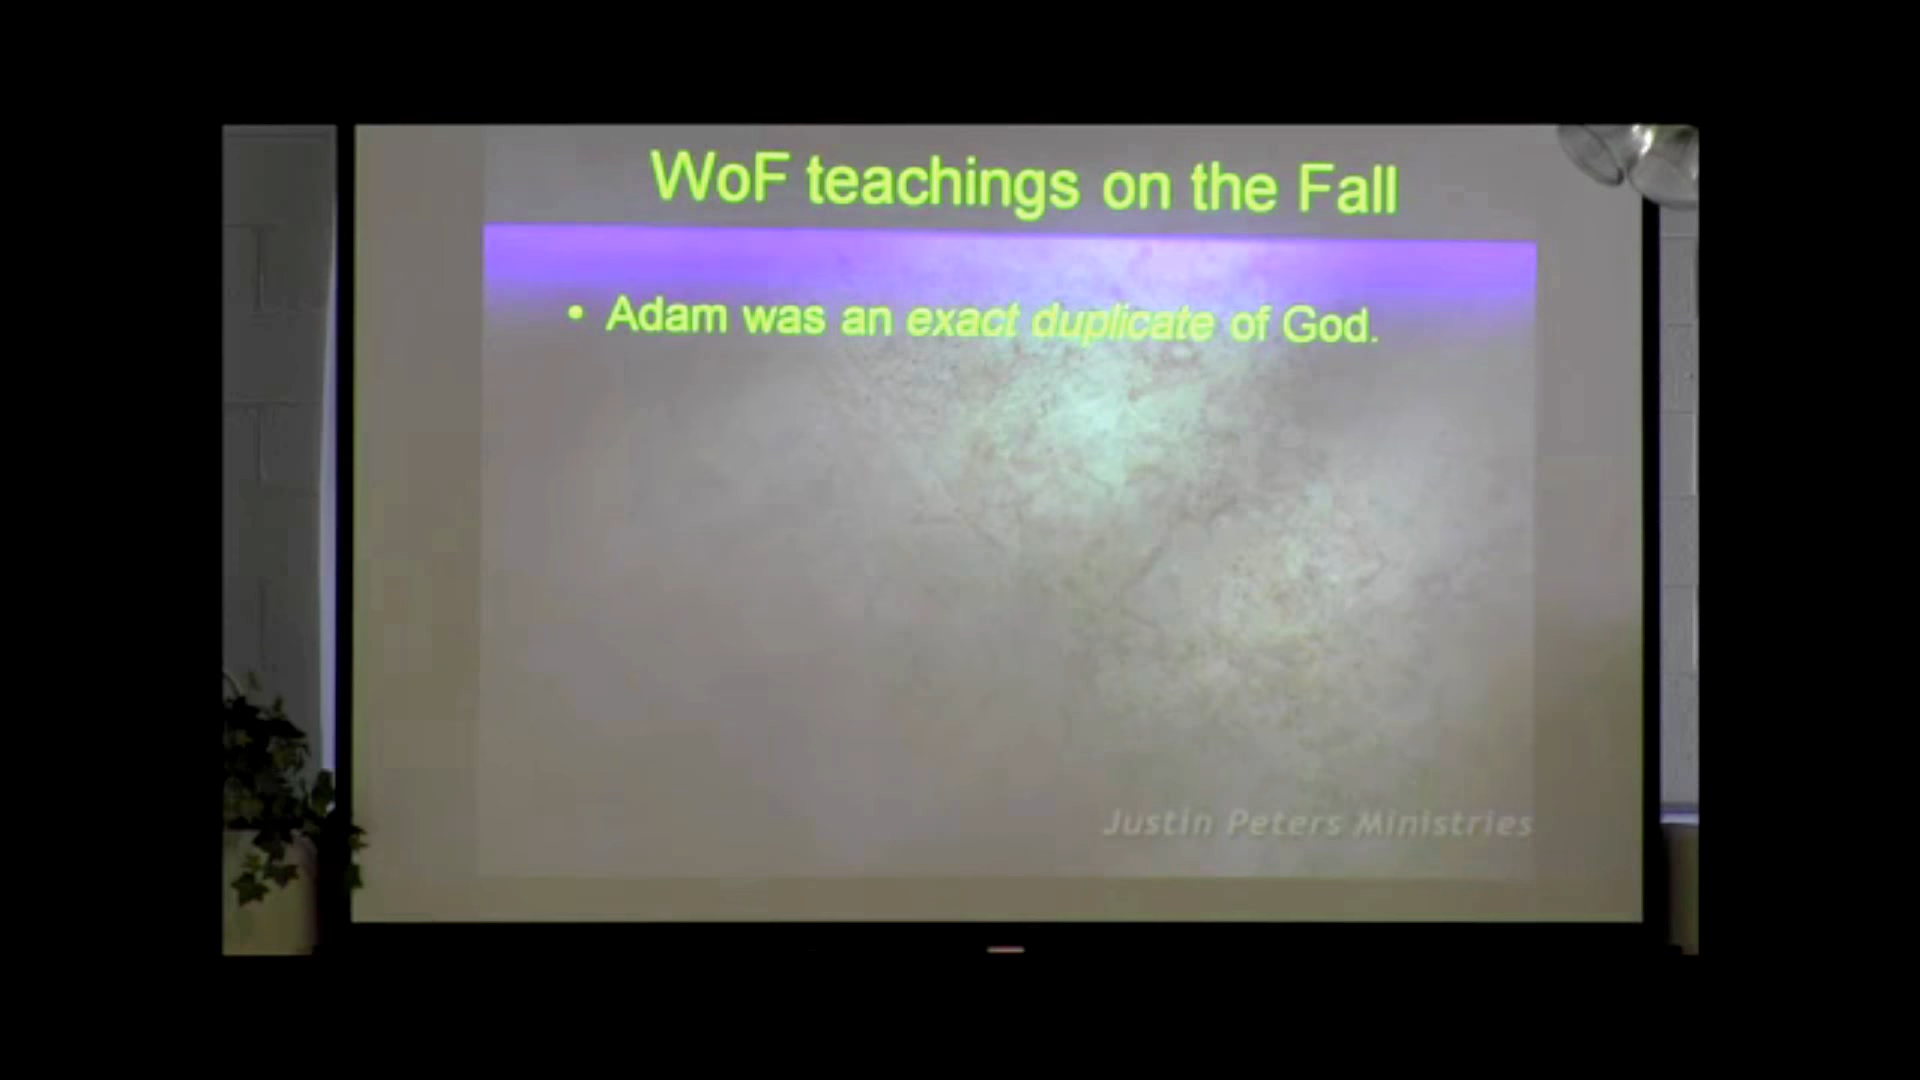 WoF teachings on the Fall
• Adam was an exact duplicate of God.
Justin Peters Ministries